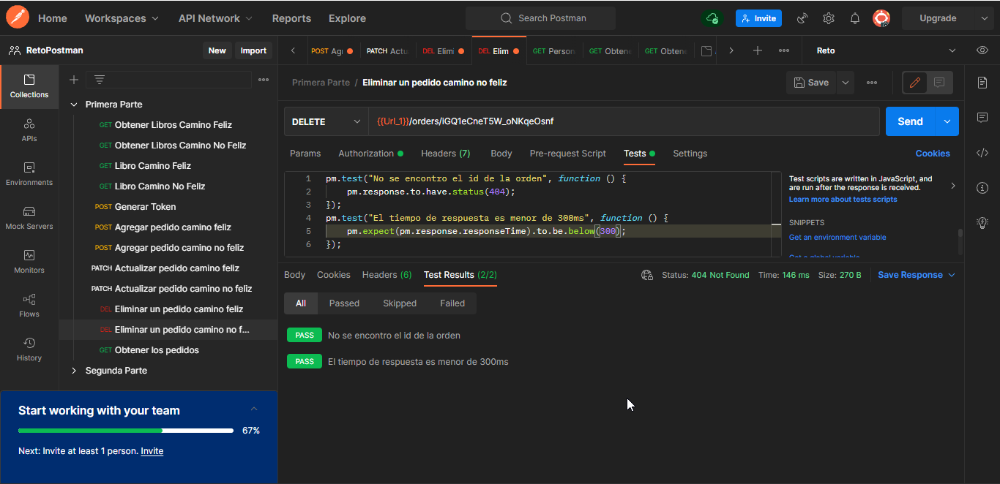 Home Workspaces API Network Reports Explore Search Postman Invite Upgrade
RetoPostman New Import
POST Agr PATCH Actu DEL Elimi DEL Elim GET Person GET Obten GET Obten Reto
Collections
APIs
Environments
Mock Servers
Monitors
Flows
History
Primera Parte
GET Obtener Libros Camino Feliz
GET Obtener Libros Camino No Feliz
GET Libro Camino Feliz
GET Libro Camino No Feliz
POST Generar Token
POST Agregar pedido camino feliz
POST Agregar pedido camino no feliz
PATCH Actualizar pedido camino feliz
PATCH Actualizar pedido camino no feliz
DEL Eliminar un pedido camino feliz
DEL Eliminar un pedido camino no f...
GET Obtener los pedidos
Segunda Parte
Start working with your team
67%
Next: Invite at least 1 person. Invite
Primera Parte / Eliminar un pedido camino no feliz Save
DELETE {{Url_1}}/orders/iGQ1eCneT5W_oNKqeOsnf Send
Params Authorization Headers (7) Body Pre-request Script Tests Settings Cookies
1 pm.test("No se encontro el id de la orden", function () {
2 pm.response.to.have.status(404);
3 });
4 pm.test("El tiempo de respuesta es menor de 300ms", function () {
5 pm.expect(pm.response.responseTime).to.be.below(300);
6 });
Test scripts are written in JavaScript, and
are run after the response is received.
Learn more about tests scripts
SNIPPETS
Get an environment variable
Get a global variable
Body Cookies Headers (6) Test Results (2/2) Status: 404 Not Found Time: 146 ms Size: 270 B Save Response
All Passed Skipped Failed
PASS No se encontro el id de la orden
PASS El tiempo de respuesta es menor de 300ms